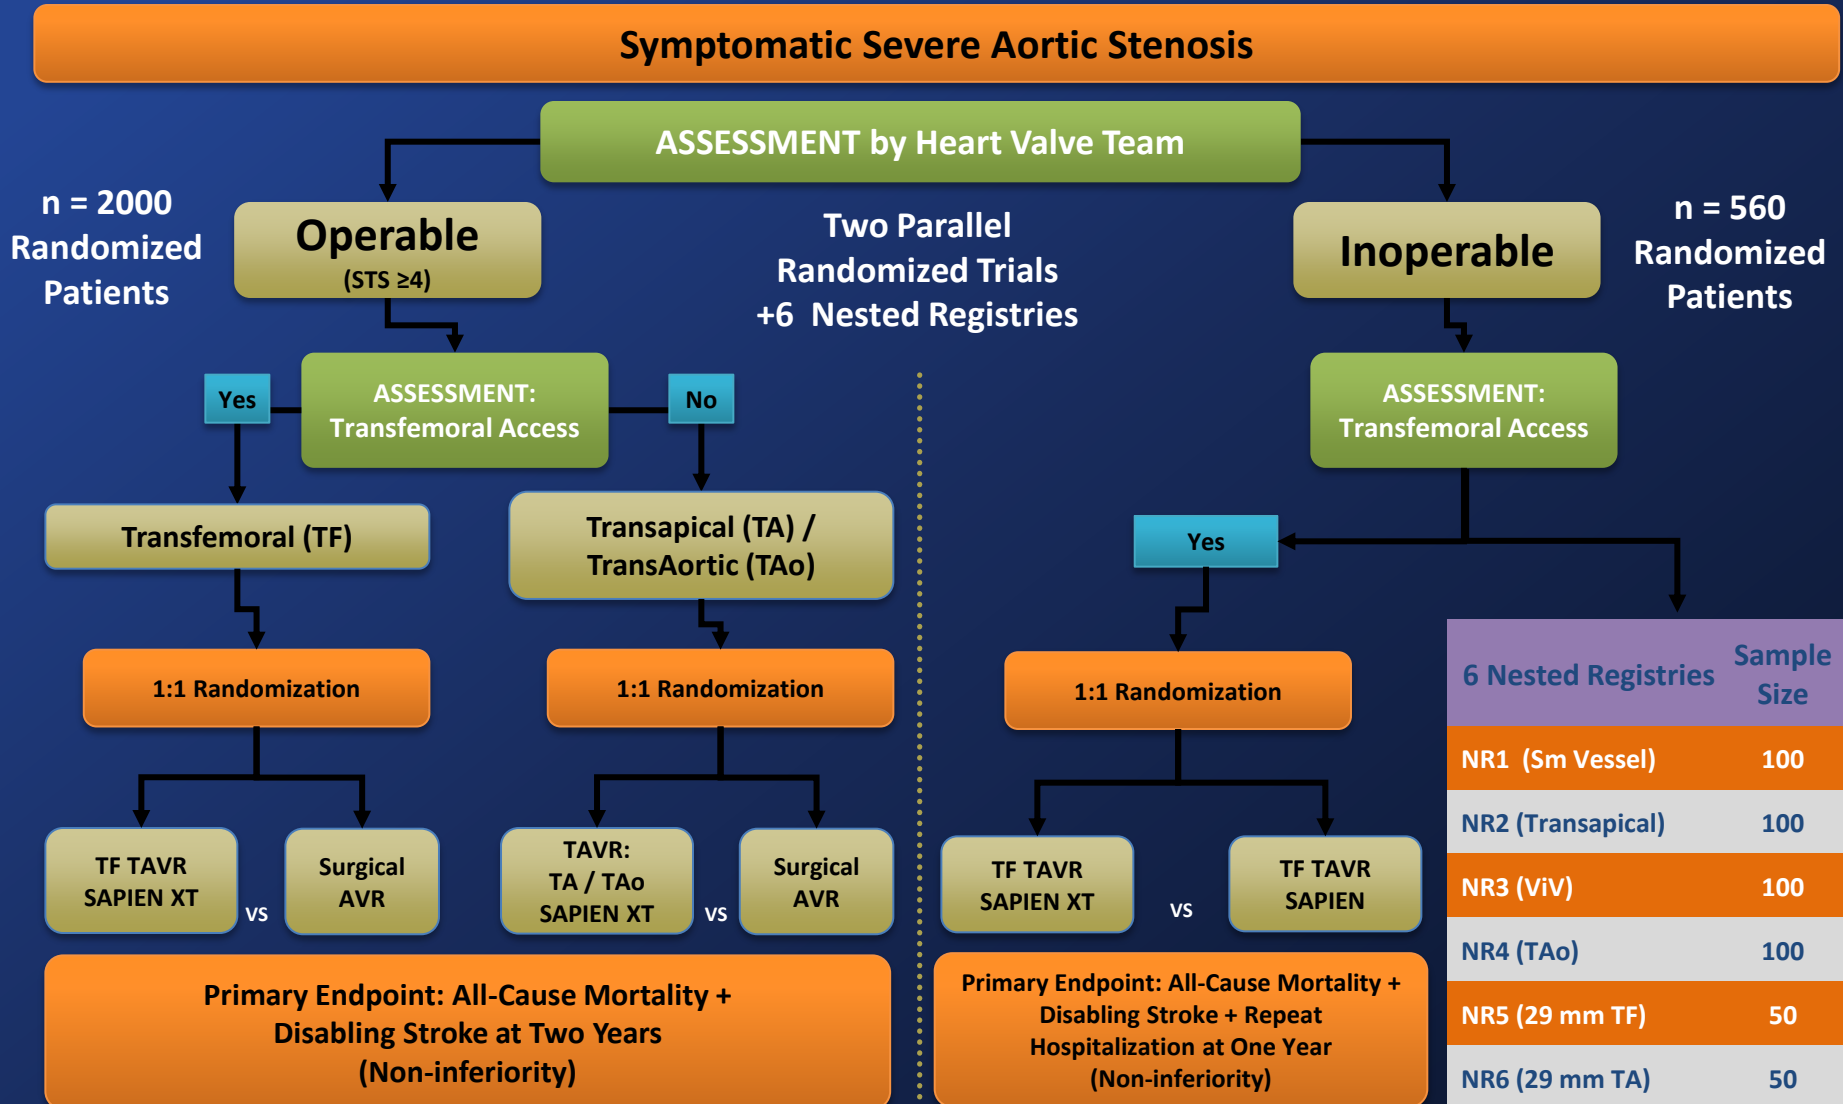 Symptomatic Severe Aortic Stenosis
ASSESSMENT by Heart Valve Team
n = 2000
Randomized
Patients
Operable
(STS ≥4)
Two Parallel
Randomized Trials
+6 Nested Registries
Inoperable
n = 560
Randomized
Patients
Yes
ASSESSMENT:
Transfemoral Access
No
ASSESSMENT:
Transfemoral Access
Transfemoral (TF)
Transapical (TA) /
TransAortic (TAo)
Yes
1:1 Randomization
1:1 Randomization
1:1 Randomization
TF TAVR
SAPIEN XT
VS
Surgical
AVR
TAVR:
TA / TAo
SAPIEN XT
VS
Surgical
AVR
TF TAVR
SAPIEN XT
VS
TF TAVR
SAPIEN
Primary Endpoint: All-Cause Mortality +
Disabling Stroke at Two Years
(Non-inferiority)
Primary Endpoint: All-Cause Mortality +
Disabling Stroke + Repeat
Hospitalization at One Year
(Non-inferiority)
6 Nested Registries Sample Size
NR1 (Sm Vessel) 100
NR2 (Transapical) 100
NR3 (ViV) 100
NR4 (TAo) 100
NR5 (29 mm TF) 50
NR6 (29 mm TA) 50